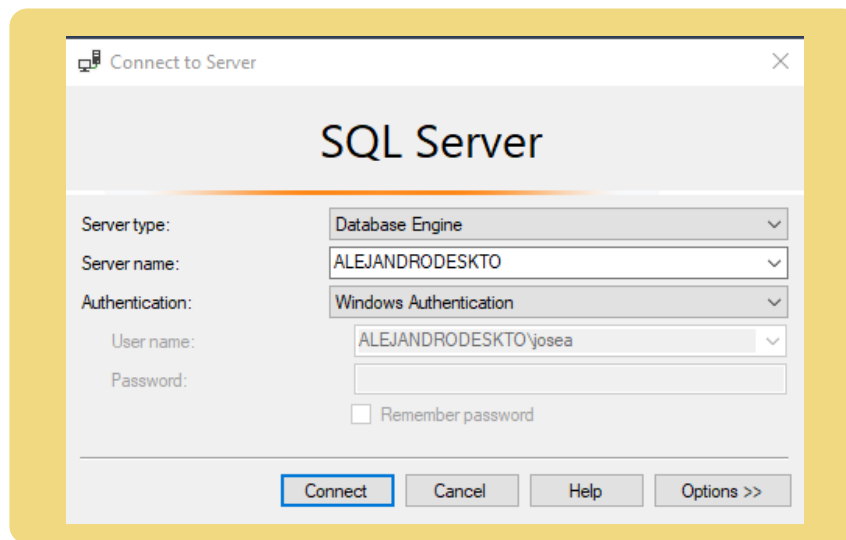 Connect to Server
SQL Server
Server type: Database Engine
Server name: ALEJANDRODESKTO
Authentication: Windows Authentication
User name: ALEJANDRODESKTO\josea
Password:
Remember password
Connect Cancel Help Options >>